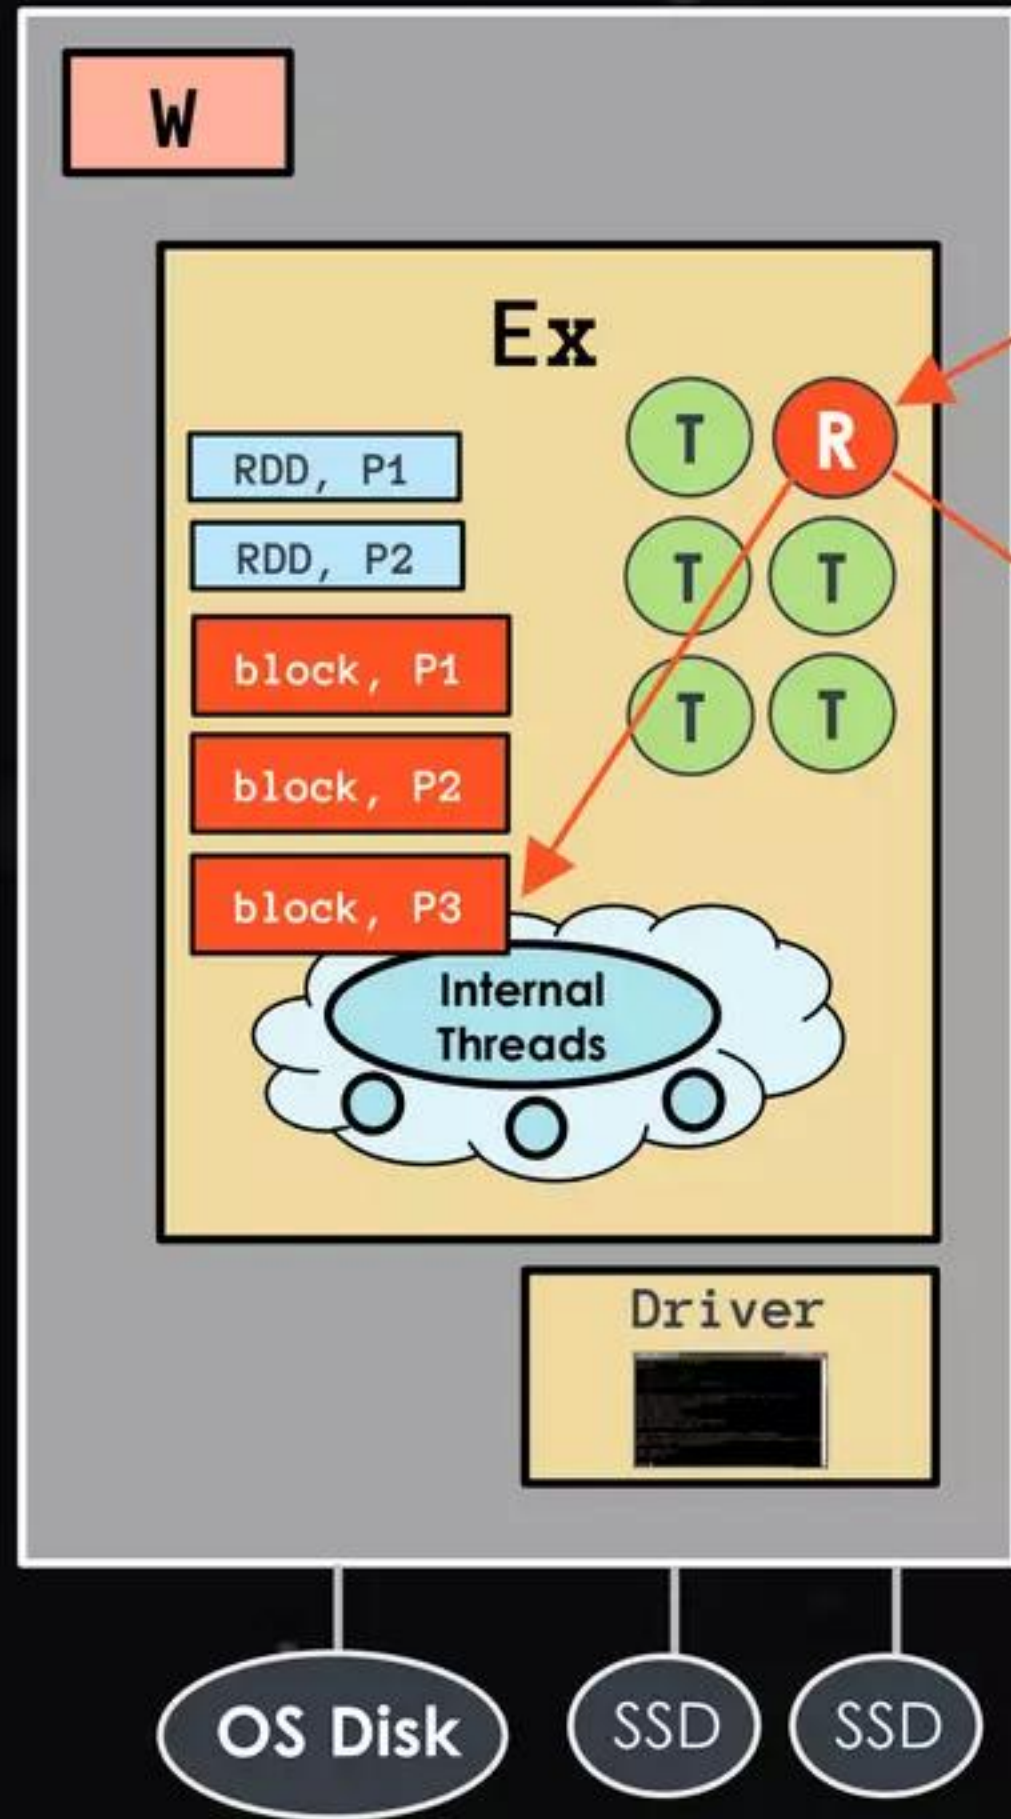 W
Ex
T
R
RDD, P1
RDD, P2
T
T
block, P1
T
T
block, P2
block, P3
Internal
Threads
Driver
OS Disk
SSD
SSD